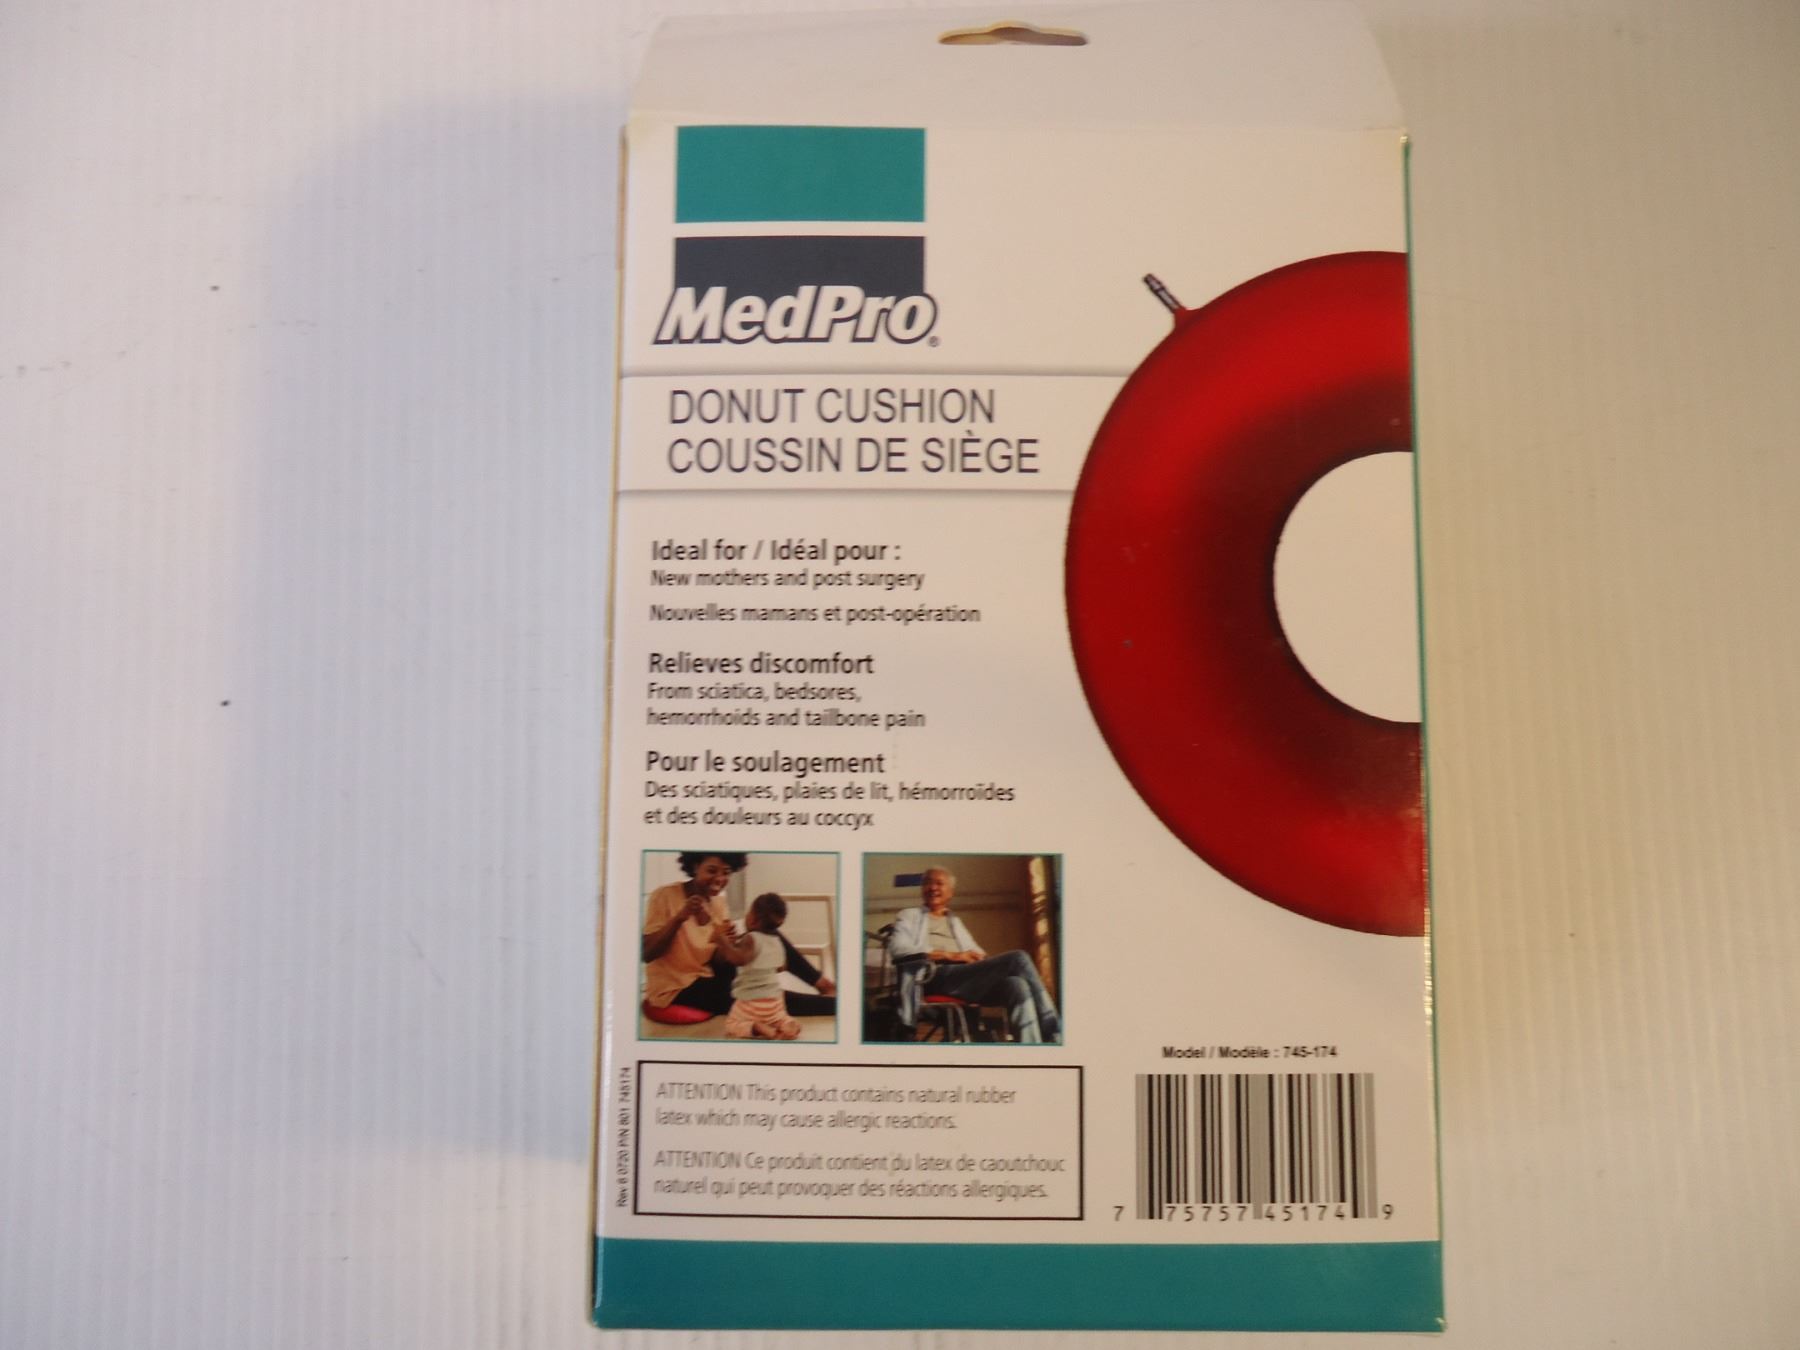 MedPro®
DONUT CUSHION
COUSSIN DE SIÈGE
Ideal for / Idéal pour :
New mothers and post surgery
Nouvelles mamans et post-opération
Relieves discomfort
From sciatica, bedsores,
hemorrhoids and tailbone pain
Pour le soulagement
Des sciatiques, plaies de lit, hémorroïdes
et des douleurs au coccyx
Model / Modèle : 745-174
ATTENTION This product contains natural rubber
latex which may cause allergic reactions.
ATTENTION Ce produit contient du latex de caoutchouc
naturel qui peut provoquer des réactions allergiques.
7 75757 45174 9
P/N 801 745174